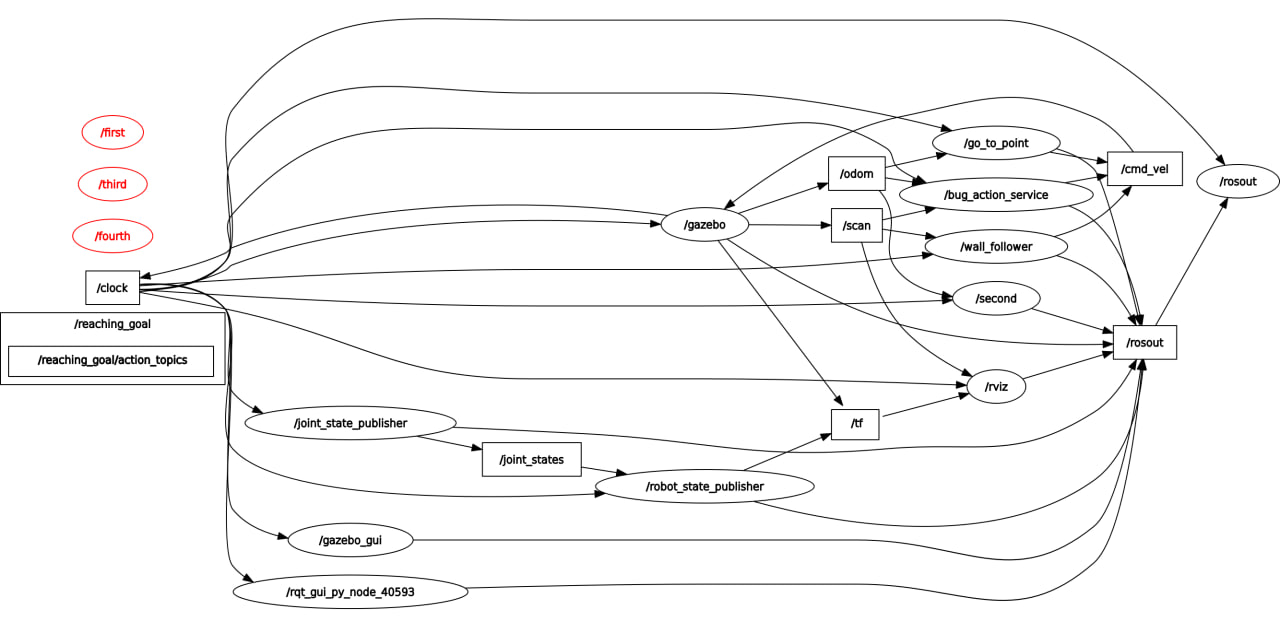 /first
/third
/fourth
/clock
/reaching_goal
/reaching_goal/action_topics
/joint_state_publisher
/joint_states
/robot_state_publisher
/gazebo_gui
/rqt_gui_py_node_40593
/gazebo
/odom
/scan
/tf
/go_to_point
/bug_action_service
/wall_follower
/second
/rviz
/cmd_vel
/rosout
/rosout